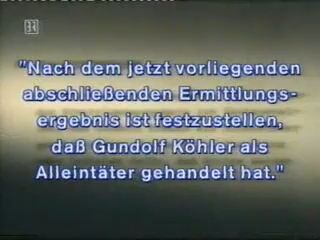 "Nach dem jetzt vorliegenden
abschließenden Ermittlungs-
ergebnis ist festzustellen,
daß Gundolf Köhler als
Alleintäter gehandelt hat."